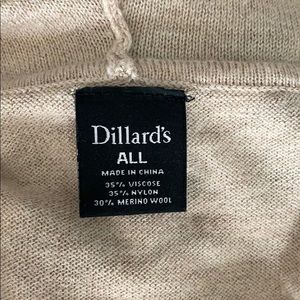 Dillard's
ALL
MADE IN CHINA
35% VISCOSE
35% NYLON
30% MERINO WOOL